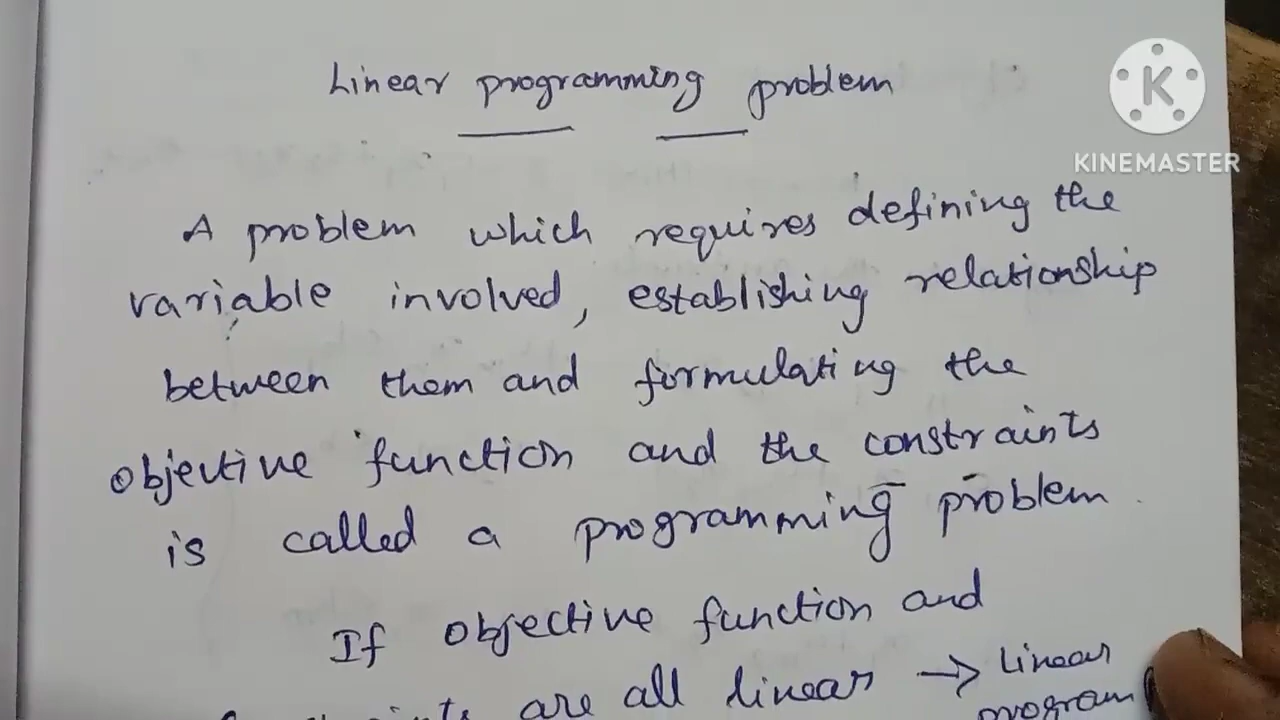 Linear programming problem
KINEMASTER
A problem which requires defining the
variable involved, establishing relationship
between them and formulating the
objective function and the constraints
is called a programming problem
If objective function and
are all linear → Linear
program